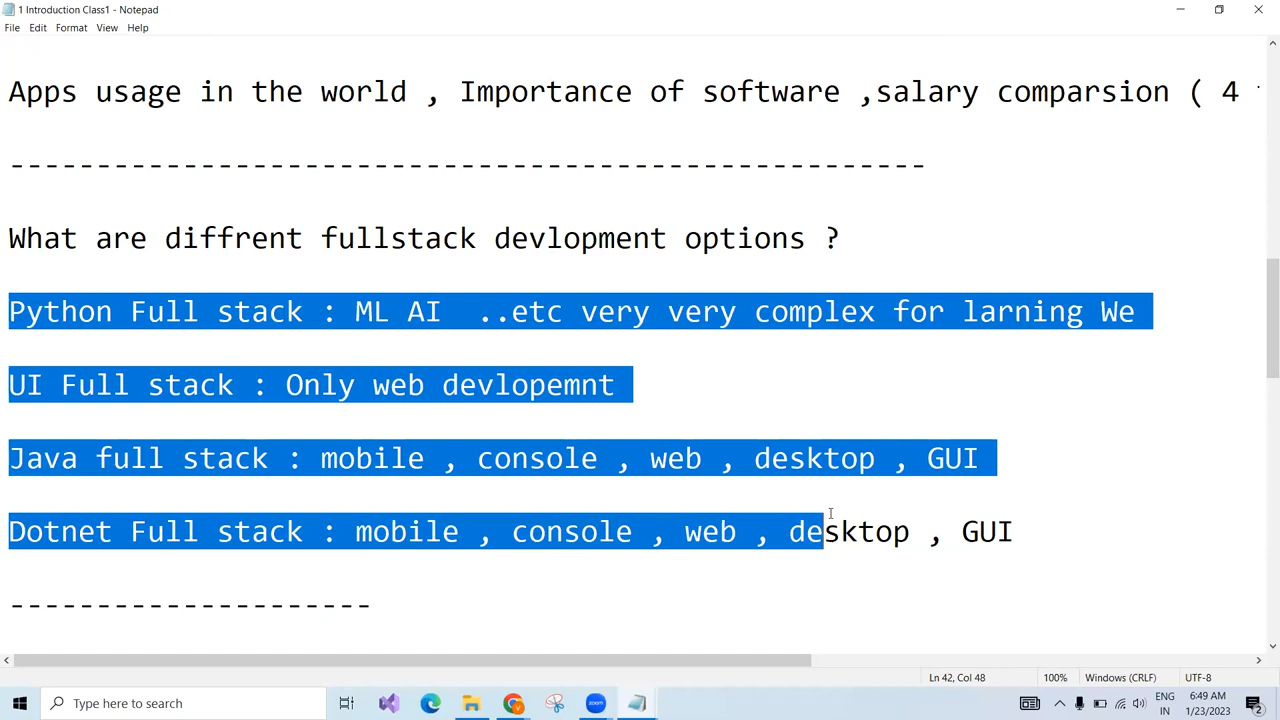 1 Introduction Class1 - Notepad
File Edit Format View Help
Apps usage in the world , Importance of software ,salary comparsion ( 4
------------------------------------------------------
What are diffrent fullstack devlopment options ?
Python Full stack : ML AI ..etc very very complex for larning We
UI Full stack : Only web devlopemnt
Java full stack : mobile , console , web , desktop , GUI
Dotnet Full stack : mobile , console , web , desktop , GUI
---------------------
Ln 42, Col 48 100% Windows (CRLF) UTF-8
Type here to search
zoom
ENG
IN
6:49 AM
1/23/2023
2